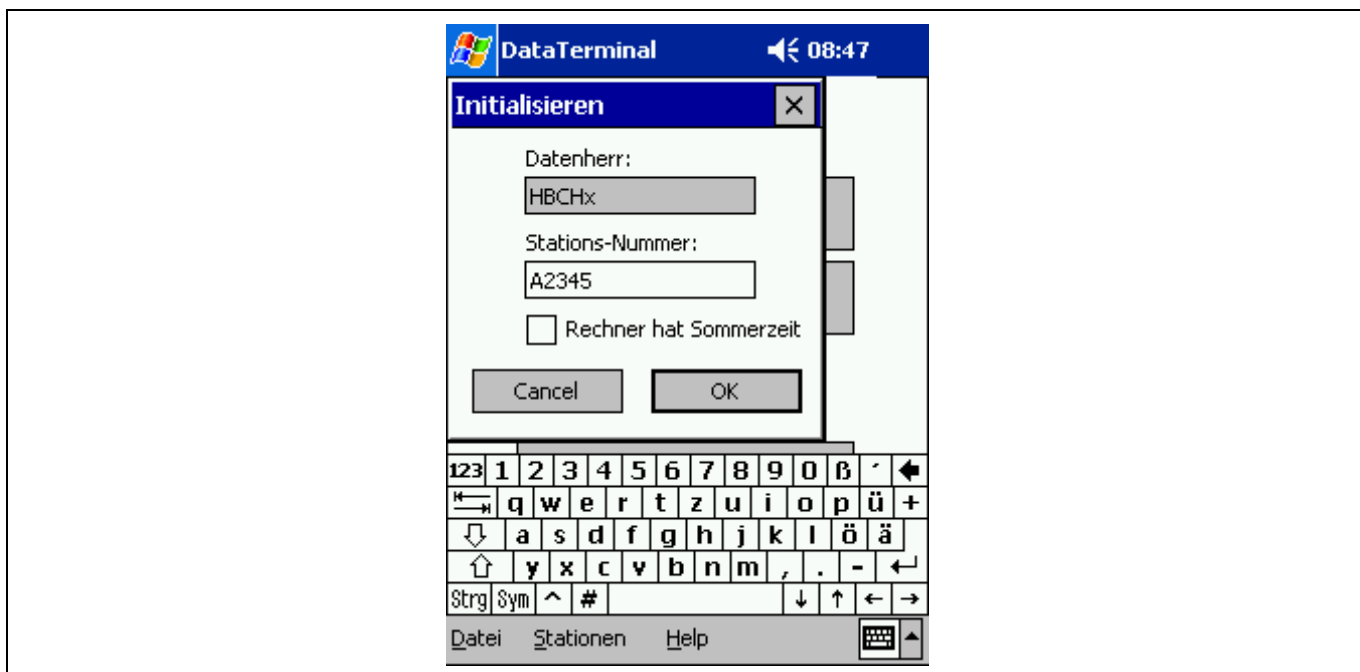 DataTerminal 08:47
Initialisieren
Datenherr:
HBCHx
Stations-Nummer:
A2345
Rechner hat Sommerzeit
Cancel OK
123 1 2 3 4 5 6 7 8 9 0 ß ´
q w e r t z u i o p ü +
a s d f g h j k l ö ä
y x c v b n m , . -
Strg Sym ^ # ↓ ↑ ← →
Datei Stationen Help